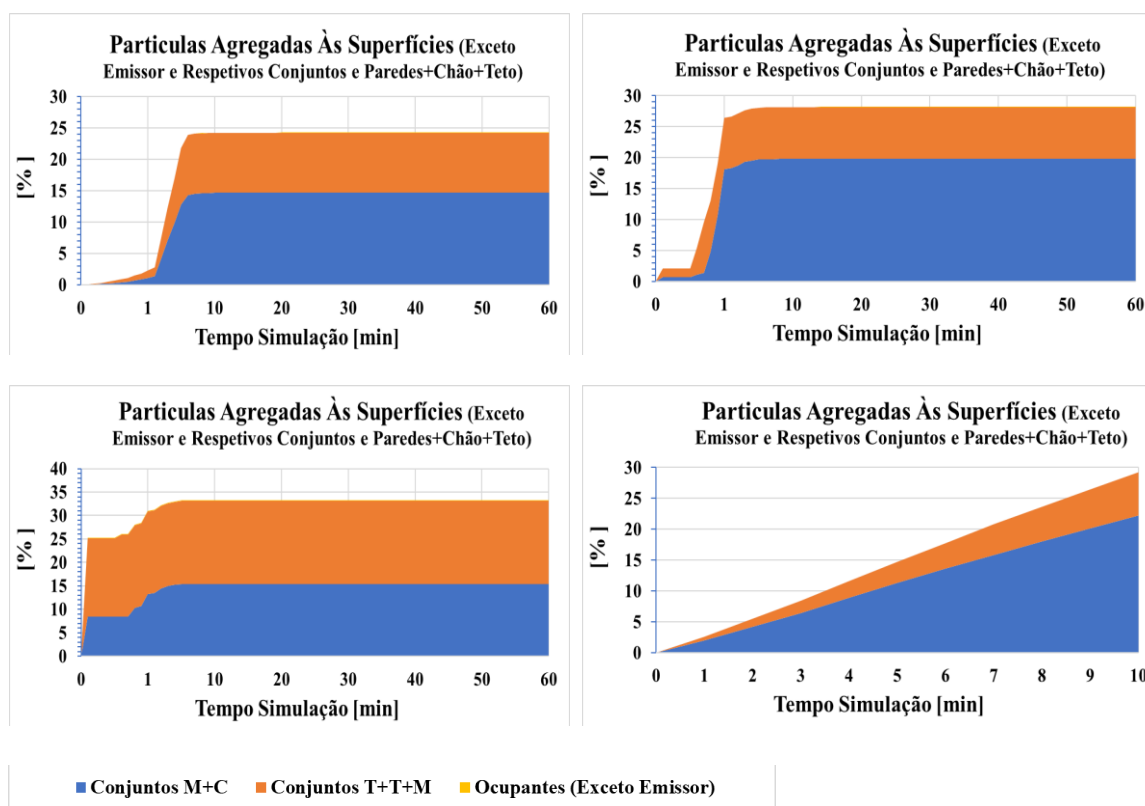 Particulas Agregadas Às Superfícies (Exceto
Emissor e Respetivos Conjuntos e Paredes+Chão+Teto)
30
25
20
15
10
5
0
[% ]
0 1 10 20 30 40 50 60
Tempo Simulação [min]
Particulas Agregadas Às Superfícies (Exceto
Emissor e Respetivos Conjuntos e Paredes+Chão+Teto)
30
25
20
15
10
5
0
[% ]
0 1 10 20 30 40 50 60
Tempo Simulação [min]
Particulas Agregadas Às Superfícies (Exceto
Emissor e Respetivos Conjuntos e Paredes+Chão+Teto)
40
35
30
25
20
15
10
5
0
[% ]
0 1 10 20 30 40 50 60
Tempo Simulação [min]
Particulas Agregadas Às Superfícies (Exceto
Emissor e Respetivos Conjuntos e Paredes+Chão+Teto)
30
25
20
15
10
5
0
[% ]
0 1 2 3 4 5 6 7 8 9 10
Tempo Simulação [min]
Conjuntos M+C Conjuntos T+T+M Ocupantes (Exceto Emissor)